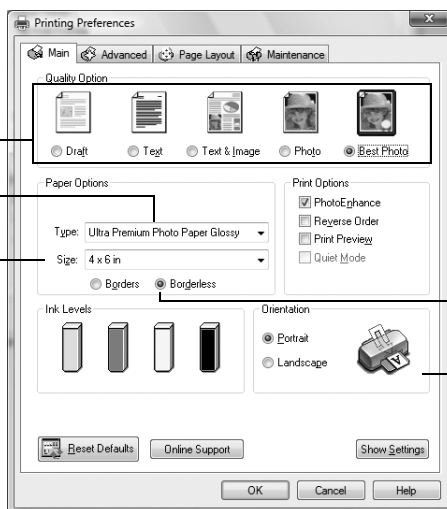 Printing Preferences
X
Main Advanced Page Layout Maintenance
Quality Option
Draft Text Text & Image Photo Best Photo
Paper Options
Type: Ultra Premium Photo Paper Glossy
Size: 4 x 6 in
Borders Borderless
Print Options
PhotoEnhance
Reverse Order
Print Preview
Quiet Mode
Ink Levels
Orientation
Portrait
Landscape
A
Reset Defaults Online Support Show Settings
OK Cancel Help